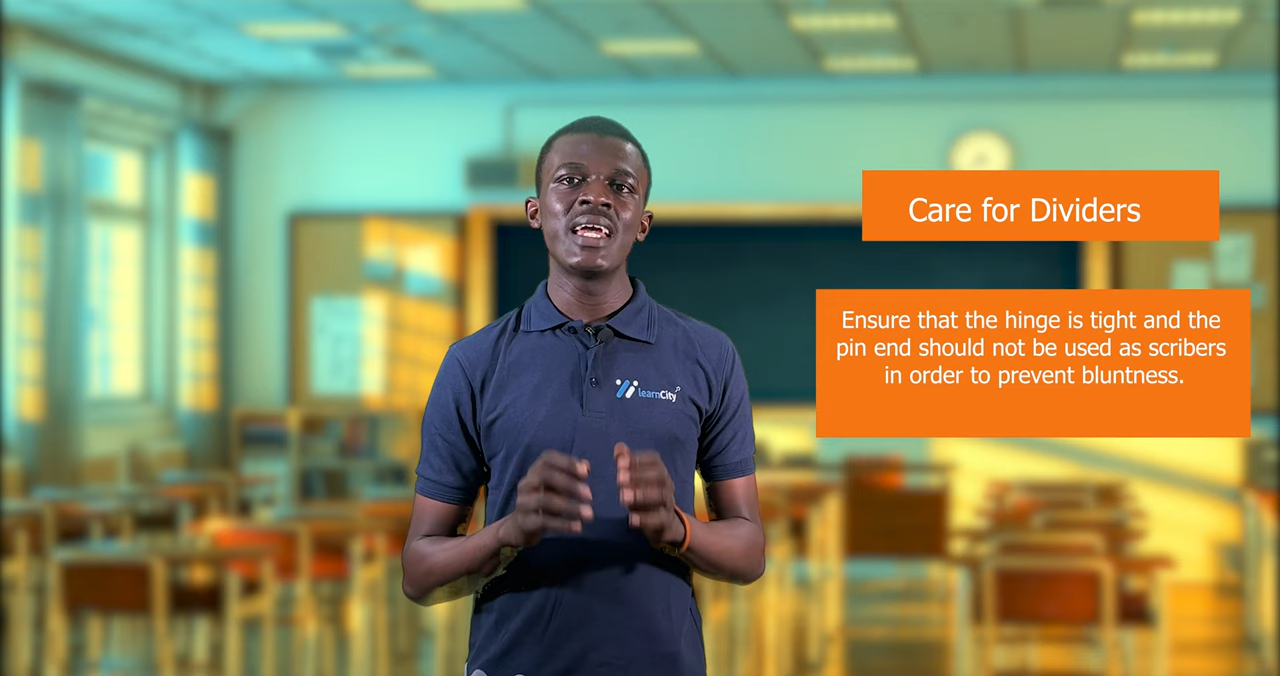 Care for Dividers
Ensure that the hinge is tight and the
pin end should not be used as scribers
in order to prevent bluntness.
learnCity